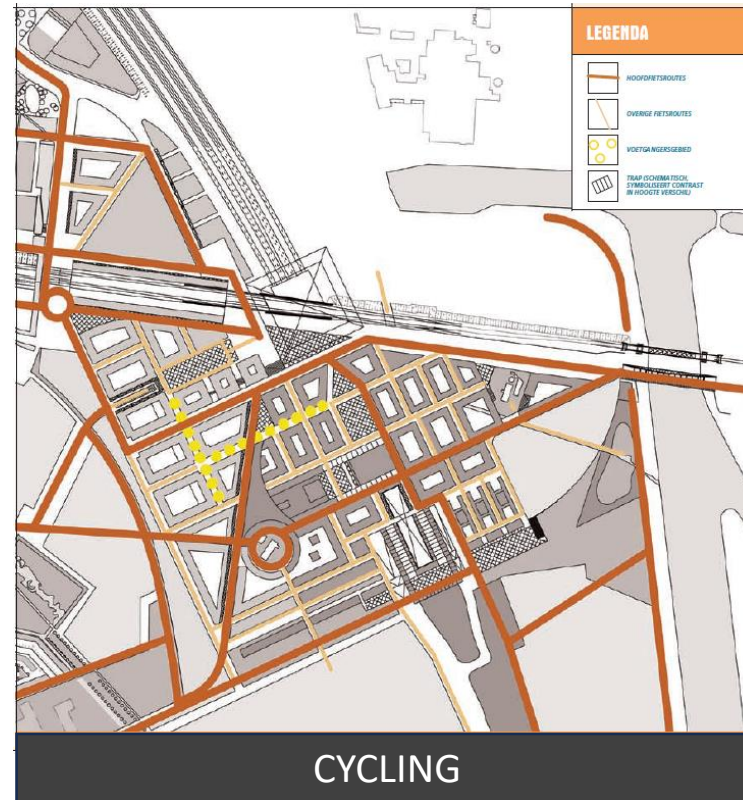 LEGENDA
HOOFDFIETSROUTES
OVERIGE FIETSROUTES
VOETGANGERSGEBIED
TRAP (SCHEMATISCH,
SYMBOLISEERT CONTRAST
IN HOOGTE VERSCHIL)
CYCLING